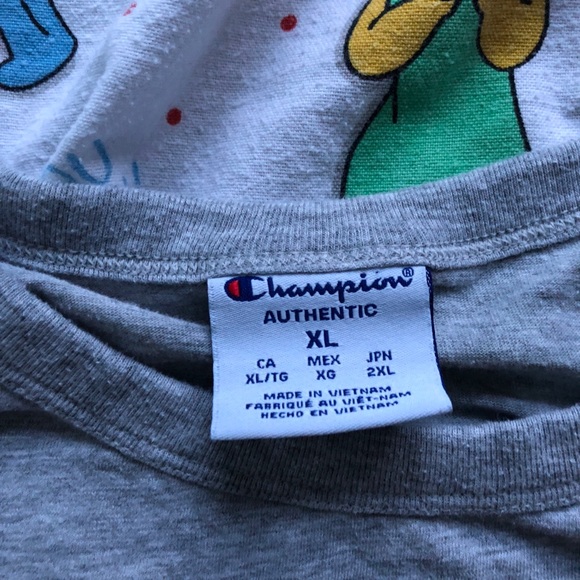 Champion®
AUTHENTIC
XL
CA MEX JPN
XL/TG XG 2XL
MADE IN VIETNAM
FABRIQUÉ AU VIÊT-NAM
HECHO EN VIETNAM